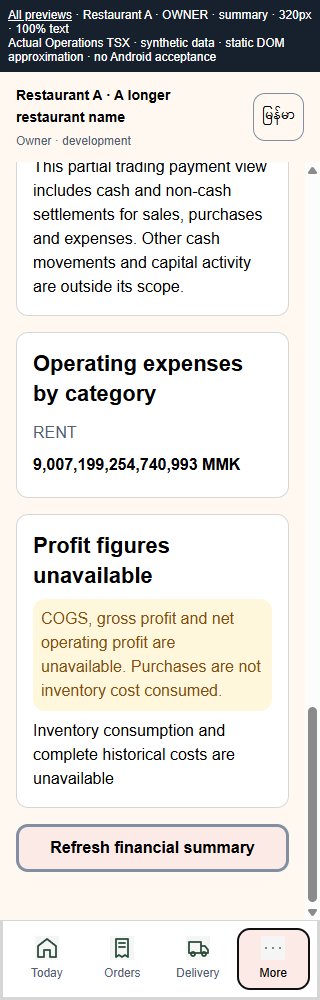 All previews · Restaurant A · OWNER · summary · 320px
· 100% text
Actual Operations TSX · synthetic data · static DOM
approximation · no Android acceptance
Restaurant A · A longer
restaurant name
Owner · development
မြန်မာ
This partial trading payment view
includes cash and non-cash
settlements for sales, purchases
and expenses. Other cash
movements and capital activity
are outside its scope.
Operating expenses
by category
RENT
9,007,199,254,740,993 MMK
Profit figures
unavailable
COGS, gross profit and net
operating profit are
unavailable. Purchases are not
inventory cost consumed.
Inventory consumption and
complete historical costs are
unavailable
Refresh financial summary
Today
Orders
Delivery
More